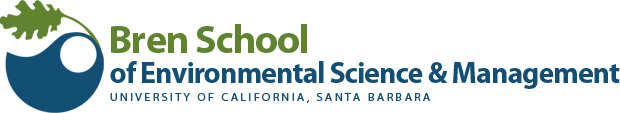 Bren School
of Environmental Science & Management
UNIVERSITY OF CALIFORNIA, SANTA BARBARA